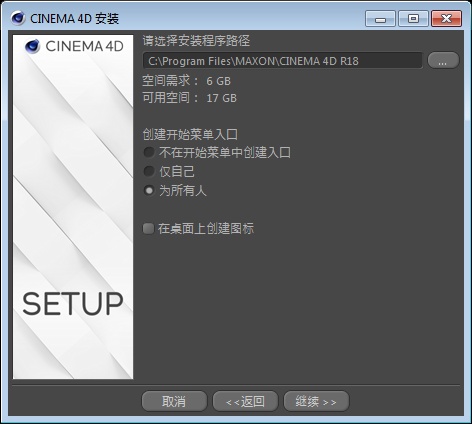 CINEMA 4D 安装
CINEMA 4D
请选择安装程序路径
C:\Program Files\MAXON\CINEMA 4D R18
...
空间需求： 6 GB
可用空间： 17 GB
创建开始菜单入口
不在开始菜单中创建入口
仅自己
为所有人
在桌面上创建图标
SETUP
取消
<<返回
继续 >>